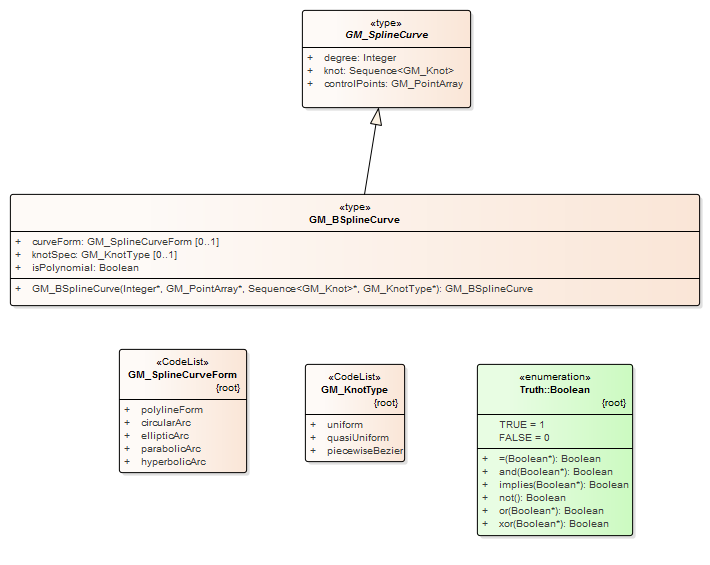 «type»
GM_SplineCurve
+ degree: Integer
+ knot: Sequence<GM_Knot>
+ controlPoints: GM_PointArray
«type»
GM_BSplineCurve
+ curveForm: GM_SplineCurveForm [0..1]
+ knotSpec: GM_KnotType [0..1]
+ isPolynomial: Boolean
+ GM_BSplineCurve(Integer*, GM_PointArray*, Sequence<GM_Knot>*, GM_KnotType*): GM_BSplineCurve
«CodeList»
GM_SplineCurveForm
{root}
+ polylineForm
+ circularArc
+ ellipticArc
+ parabolicArc
+ hyperbolicArc
«CodeList»
GM_KnotType
{root}
+ uniform
+ quasiUniform
+ piecewiseBezier
«enumeration»
Truth::Boolean
{root}
TRUE = 1
FALSE = 0
+ =(Boolean*): Boolean
+ and(Boolean*): Boolean
+ implies(Boolean*): Boolean
+ not(): Boolean
+ or(Boolean*): Boolean
+ xor(Boolean*): Boolean